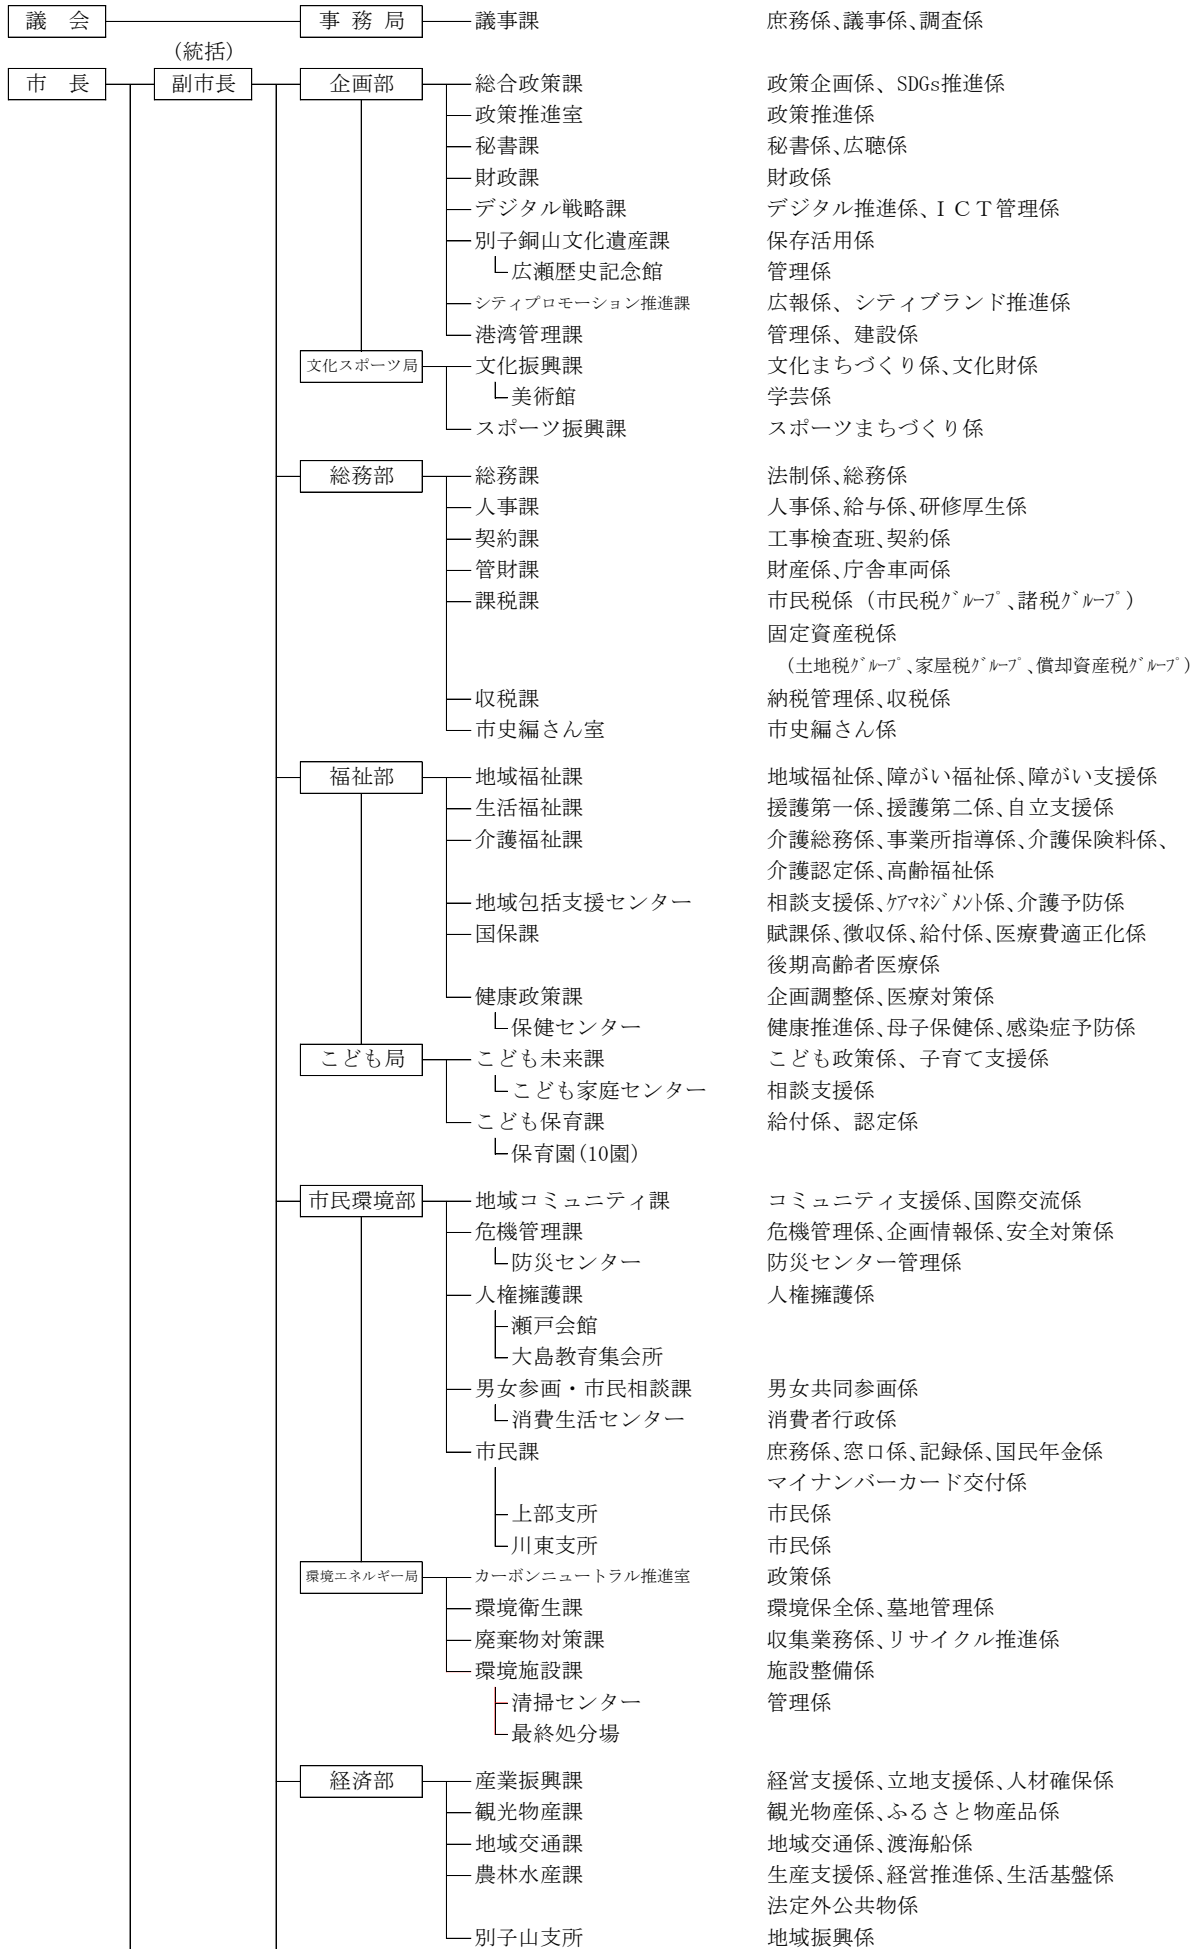 議 会 事 務 局 議事課 庶務係、議事係、調査係
(統括)
市 長 副市長 企画部 総合政策課 政策企画係、SDGs推進係
政策推進室 政策推進係
秘書課 秘書係、広聴係
財政課 財政係
デジタル戦略課 デジタル推進係、ＩＣＴ管理係
別子銅山文化遺産課 保存活用係
広瀬歴史記念館 管理係
シティプロモーション推進課 広報係、シティブランド推進係
港湾管理課 管理係、建設係
文化スポーツ局 文化振興課 文化まちづくり係、文化財係
美術館 学芸係
スポーツ振興課 スポーツまちづくり係
総務部 総務課 法制係、総務係
人事課 人事係、給与係、研修厚生係
契約課 工事検査班、契約係
管財課 財産係、庁舎車両係
課税課 市民税係（市民税ｸﾞﾙｰﾌﾟ、諸税ｸﾞﾙｰﾌﾟ）
固定資産税係
（土地税ｸﾞﾙｰﾌﾟ、家屋税ｸﾞﾙｰﾌﾟ、償却資産税ｸﾞﾙｰﾌﾟ）
収税課 納税管理係、収税係
市史編さん室 市史編さん係
福祉部 地域福祉課 地域福祉係、障がい福祉係、障がい支援係
生活福祉課 援護第一係、援護第二係、自立支援係
介護福祉課 介護総務係、事業所指導係、介護保険料係、
介護認定係、高齢福祉係
地域包括支援センター 相談支援係、ｹｱﾏﾈｼﾞﾒﾝﾄ係、介護予防係
国保課 賦課係、徴収係、給付係、医療費適正化係
後期高齢者医療係
健康政策課 企画調整係、医療対策係
保健センター 健康推進係、母子保健係、感染症予防係
こども局 こども未来課 こども政策係、子育て支援係
こども家庭センター 相談支援係
こども保育課 給付係、認定係
保育園(10園)
市民環境部 地域コミュニティ課 コミュニティ支援係、国際交流係
危機管理課 危機管理係、企画情報係、安全対策係
防災センター 防災センター管理係
人権擁護課 人権擁護係
瀬戸会館
大島教育集会所
男女参画・市民相談課 男女共同参画係
消費生活センター 消費者行政係
市民課 庶務係、窓口係、記録係、国民年金係
マイナンバーカード交付係
上部支所 市民係
川東支所 市民係
環境エネルギー局 カーボンニュートラル推進室 政策係
環境衛生課 環境保全係、墓地管理係
廃棄物対策課 収集業務係、リサイクル推進係
環境施設課 施設整備係
清掃センター 管理係
最終処分場
経済部 産業振興課 経営支援係、立地支援係、人材確保係
観光物産課 観光物産係、ふるさと物産品係
地域交通課 地域交通係、渡海船係
農林水産課 生産支援係、経営推進係、生活基盤係
法定外公共物係
別子山支所 地域振興係